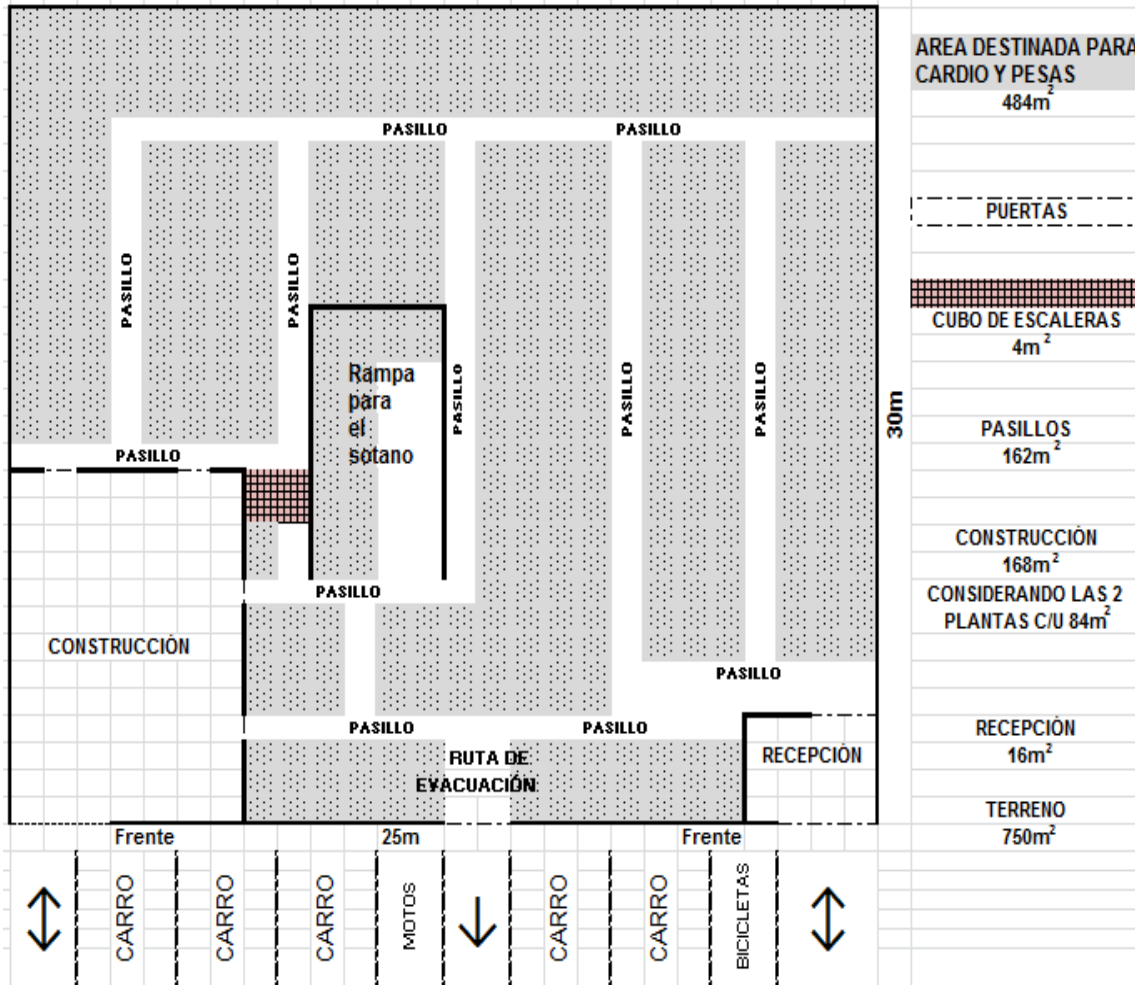 PASILLO
PASILLO
PASILLO
PASILLO
PASILLO
PASILLO
PASILLO
Rampa
para
el
sotano
PASILLO
PASILLO
CONSTRUCCIÓN
PASILLO
PASILLO
PASILLO
RUTA DE
EVACUACIÓN
RECEPCIÓN
Frente
25m
Frente
30m
CARRO
CARRO
CARRO
MOTOS
CARRO
CARRO
BICICLETAS
AREA DESTINADA PARA
CARDIO Y PESAS
484m²
PUERTAS
CUBO DE ESCALERAS
4m²
PASILLOS
162m²
CONSTRUCCIÓN
168m²
CONSIDERANDO LAS 2
PLANTAS C/U 84m²
RECEPCIÓN
16m²
TERRENO
750m²